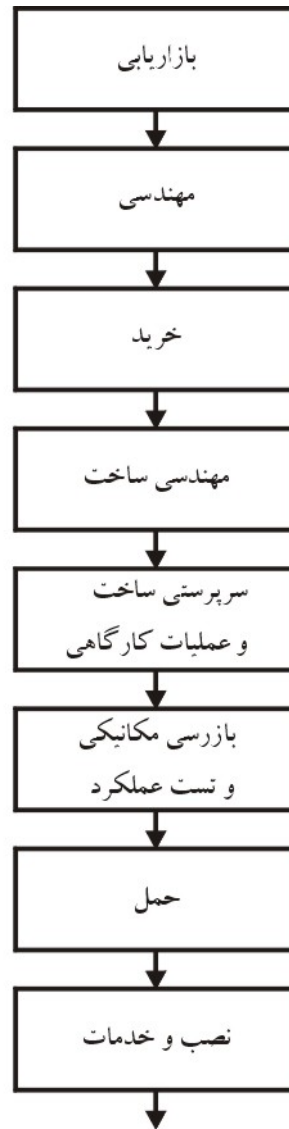 بازاریابی
مهندسی
خرید
مهندسی ساخت
سرپرستی ساخت
و عملیات کارگاهی
بازرسی مکانیکی
و تست عملکرد
حمل
نصب و خدمات